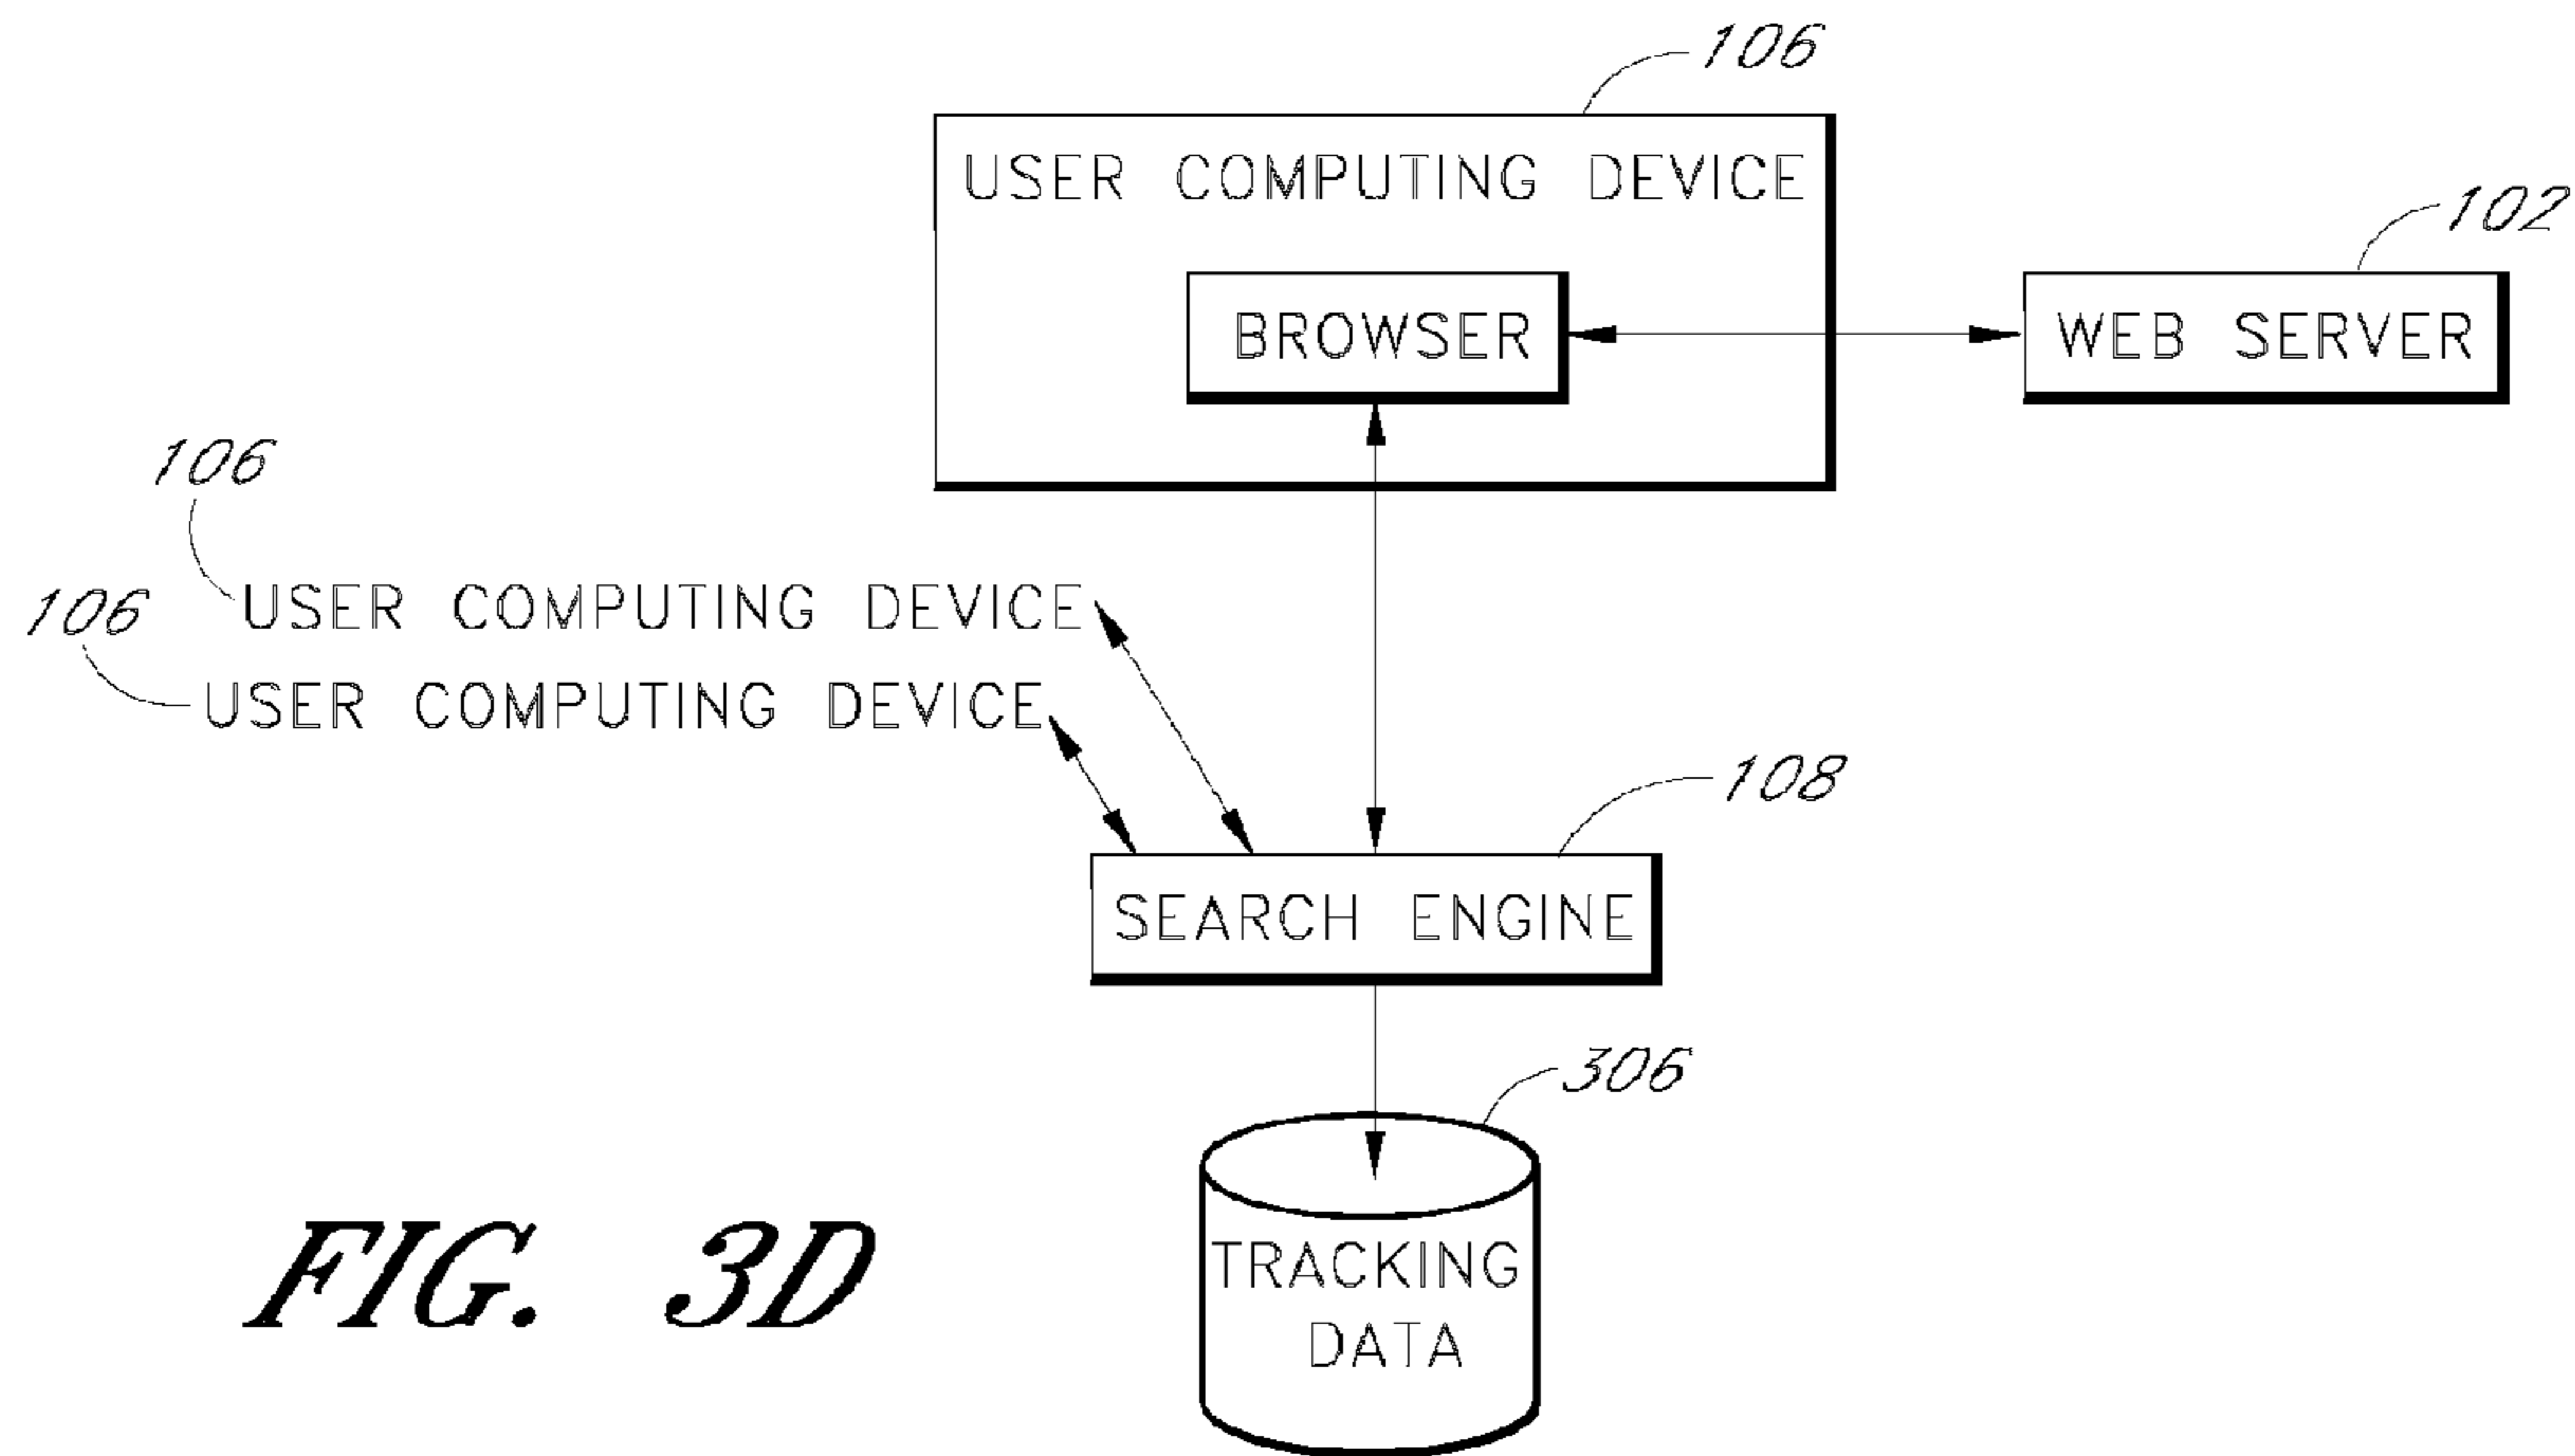 106
USER COMPUTING DEVICE
102
BROWSER
WEB SERVER
106
USER COMPUTING DEVICE
106
USER COMPUTING DEVICE
108
SEARCH ENGINE
306
TRACKING
DATA
FIG. 3D